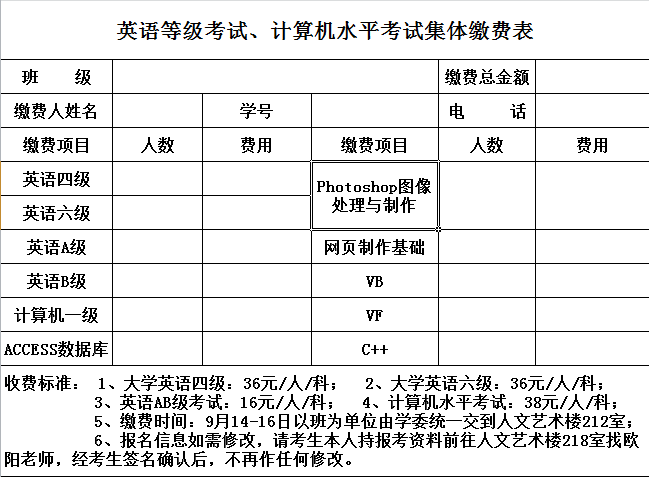 英语等级考试、计算机水平考试集体缴费表
班 级 缴费总金额
缴费人姓名 学号 电 话
缴费项目 人数 费用 缴费项目 人数 费用
英语四级 Photoshop图像
英语六级 处理与制作
英语A级 网页制作基础
英语B级 VB
计算机一级 VF
ACCESS数据库 C++
收费标准： 1、大学英语四级：36元/人/科； 2、大学英语六级：36元/人/科；
3、英语AB级考试：16元/人/科； 4、计算机水平考试：38元/人/科；
5、缴费时间：9月14-16日以班为单位由学委统一交到人文艺术楼212室；
6、报名信息如需修改，请考生本人持报考资料前往人文艺术楼218室找欧
阳老师，经考生签名确认后，不再作任何修改。